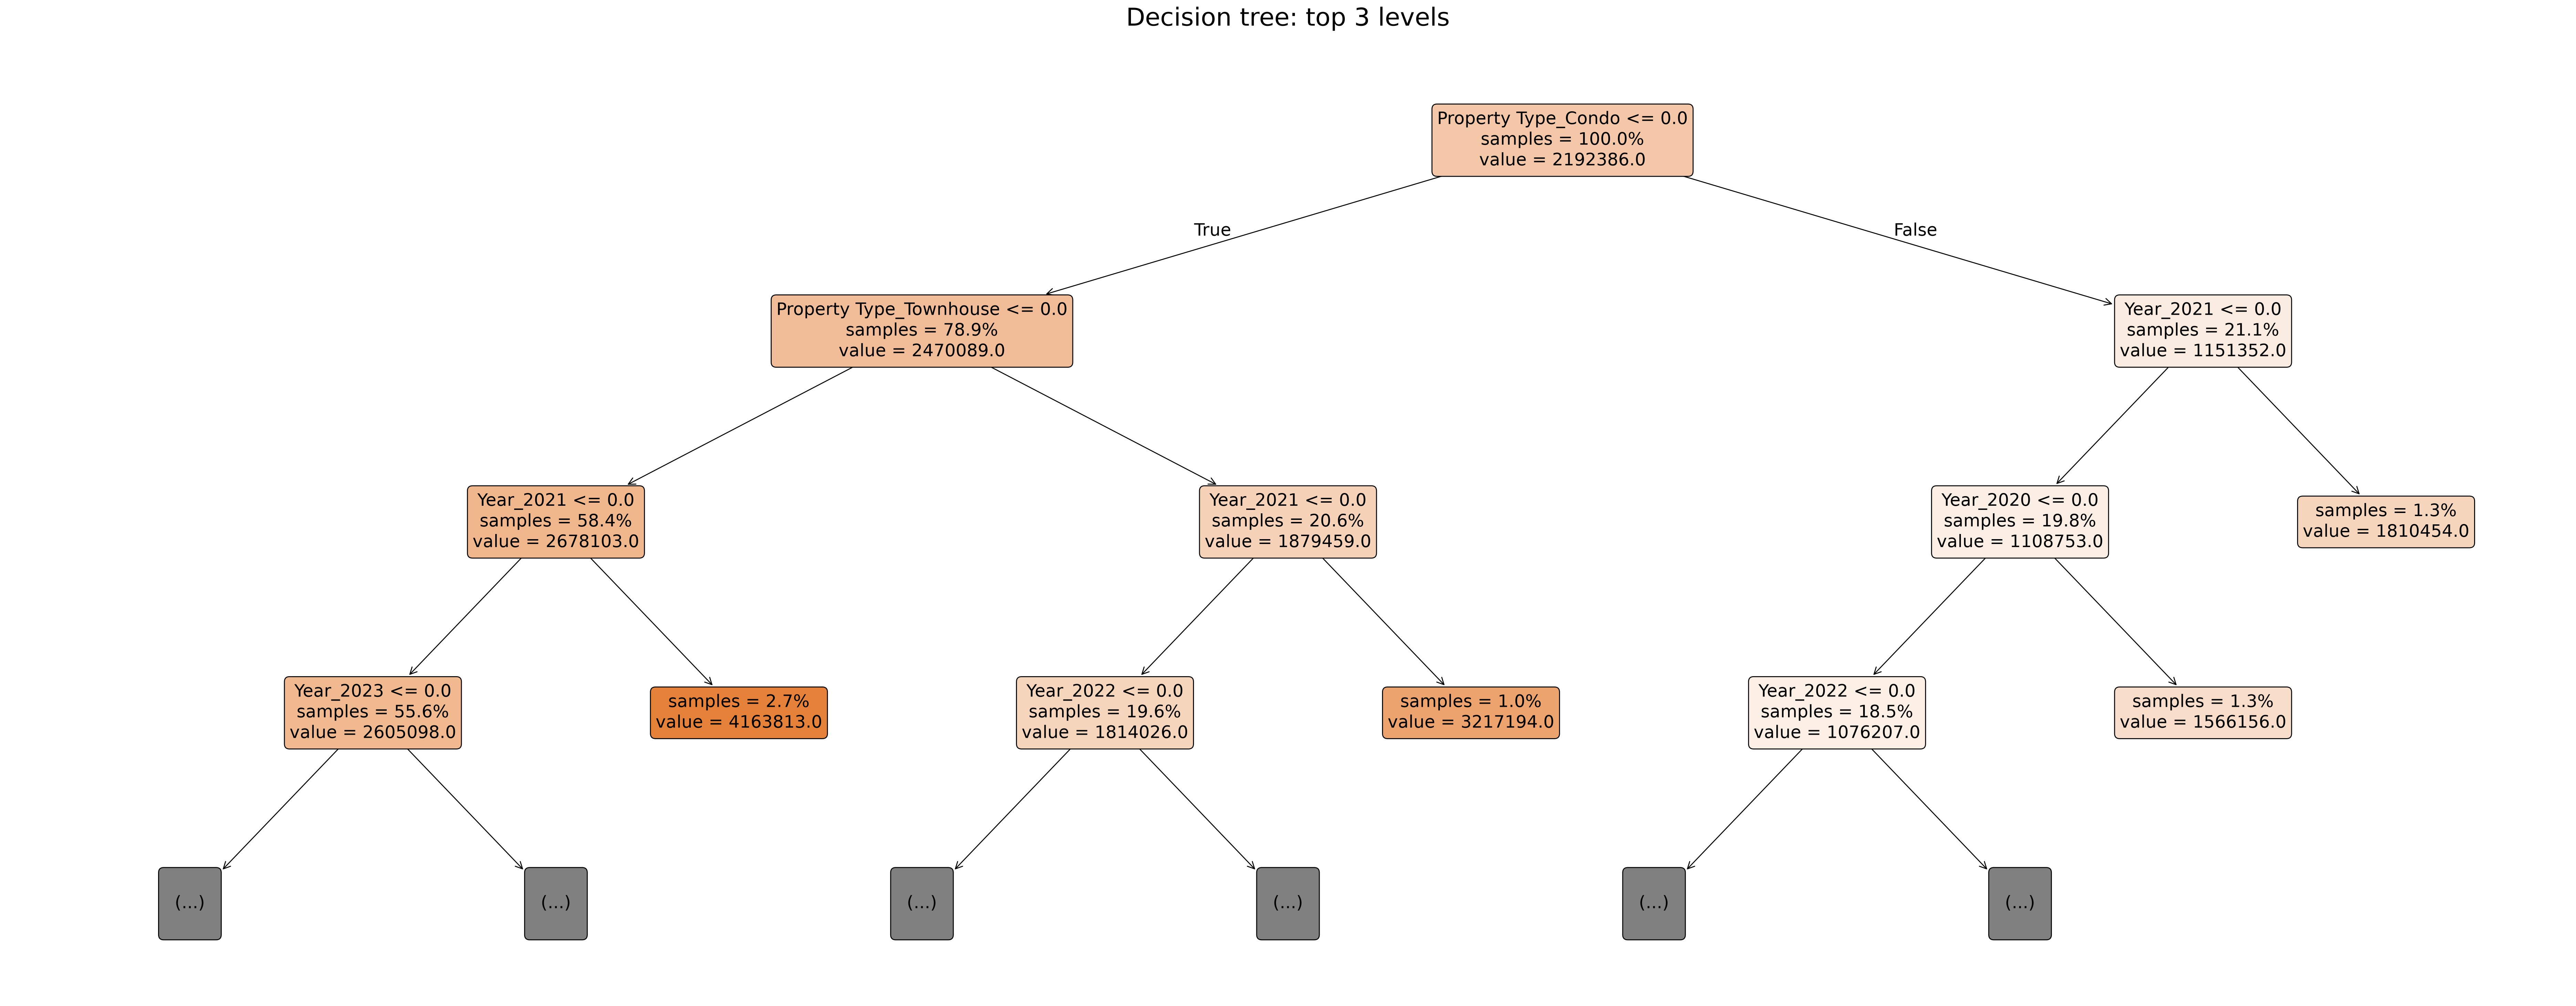 Decision tree: top 3 levels
Property Type_Condo <= 0.0
samples = 100.0%
value = 2192386.0
True
False
Property Type_Townhouse <= 0.0
samples = 78.9%
value = 2470089.0
Year_2021 <= 0.0
samples = 21.1%
value = 1151352.0
Year_2021 <= 0.0
samples = 58.4%
value = 2678103.0
Year_2021 <= 0.0
samples = 20.6%
value = 1879459.0
Year_2020 <= 0.0
samples = 19.8%
value = 1108753.0
samples = 1.3%
value = 1810454.0
Year_2023 <= 0.0
samples = 55.6%
value = 2605098.0
samples = 2.7%
value = 4163813.0
Year_2022 <= 0.0
samples = 19.6%
value = 1814026.0
samples = 1.0%
value = 3217194.0
Year_2022 <= 0.0
samples = 18.5%
value = 1076207.0
samples = 1.3%
value = 1566156.0
(...)
(...)
(...)
(...)
(...)
(...)